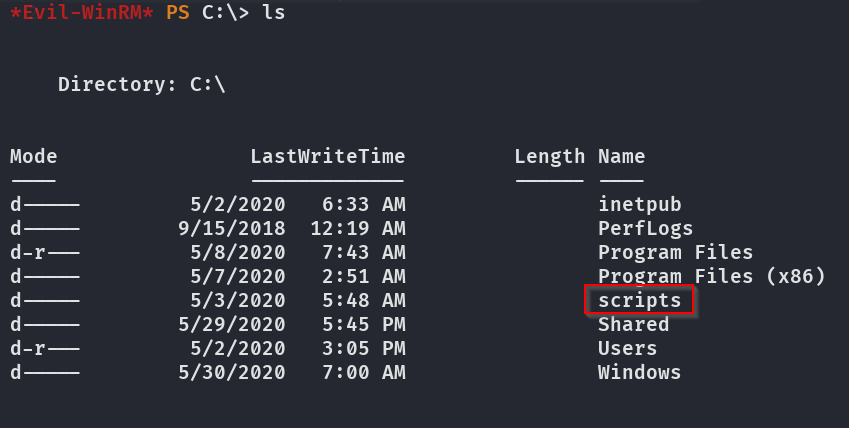 *Evil-WinRM* PS C:\> ls
Directory: C:\
Mode LastWriteTime Length Name
---- ------------- ------ ----
d----- 5/2/2020 6:33 AM inetpub
d----- 9/15/2018 12:19 AM PerfLogs
d-r--- 5/8/2020 7:43 AM Program Files
d----- 5/7/2020 2:51 AM Program Files (x86)
d----- 5/3/2020 5:48 AM scripts
d----- 5/29/2020 5:45 PM Shared
d-r--- 5/2/2020 3:05 PM Users
d----- 5/30/2020 7:00 AM Windows